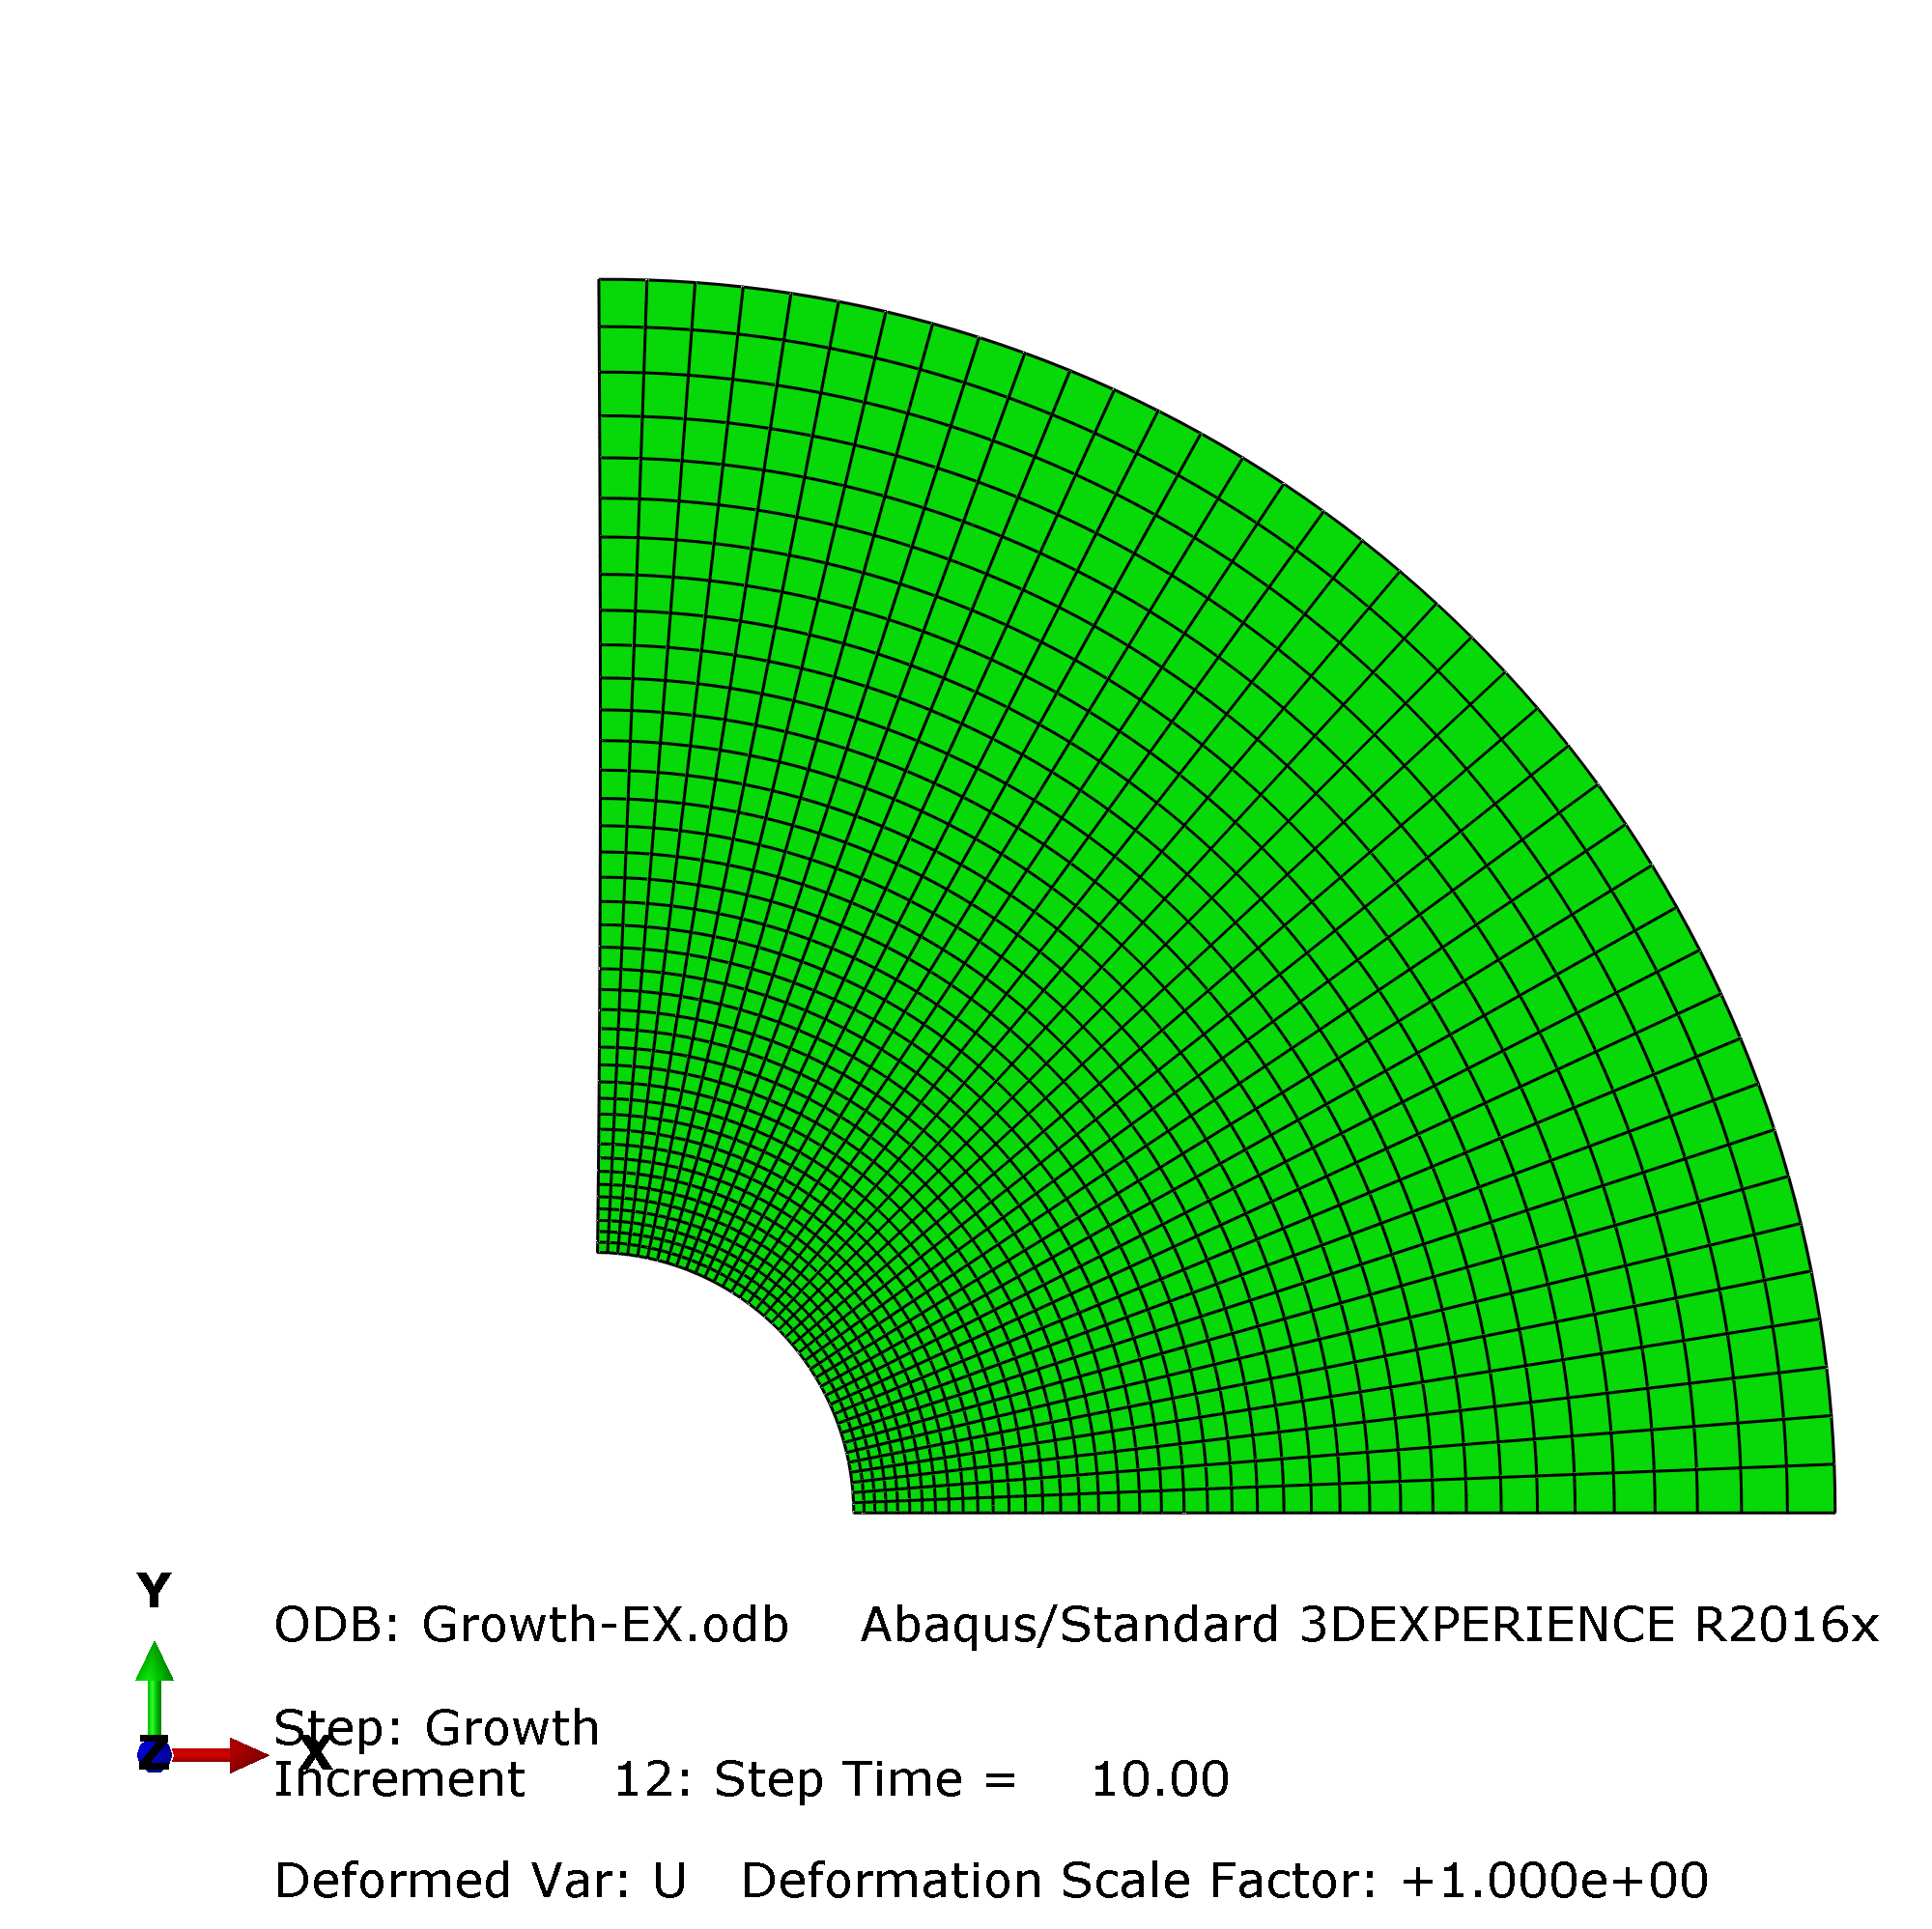 Y
Z
X
ODB: Growth-EX.odb Abaqus/Standard 3DEXPERIENCE R2016x
Step: Growth
Increment 12: Step Time = 10.00
Deformed Var: U Deformation Scale Factor: +1.000e+00